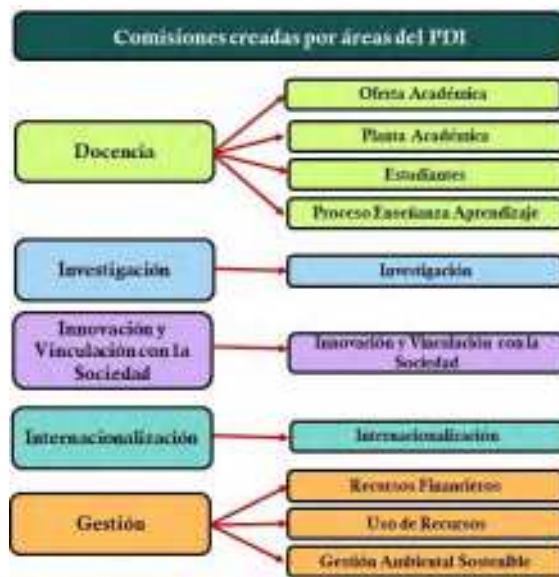 Comisiones creadas por áreas del PDI
Docencia
Oferta Académica
Planta Académica
Estudiantes
Proceso Enseñanza Aprendizaje
Investigación
Investigación
Innovación y
Vinculación con la
Sociedad
Innovación y Vinculación con la
Sociedad
Internacionalización
Internacionalización
Gestión
Recursos Financieros
Uso de Recursos
Gestión Ambiental Sostenible